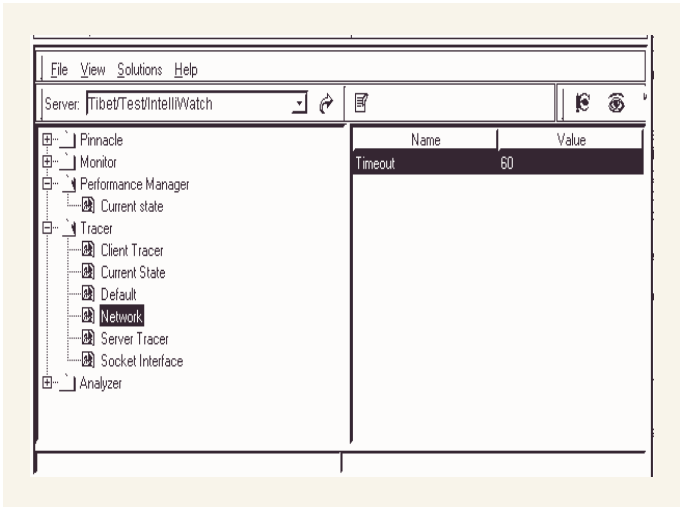 File View Solutions Help
Server: Tibet/Test/IntelliWatch
Pinnacle
Monitor
Performance Manager
Current state
Tracer
Client Tracer
Current State
Default
Network
Server Tracer
Socket Interface
Analyzer
Name Value
Timeout 60